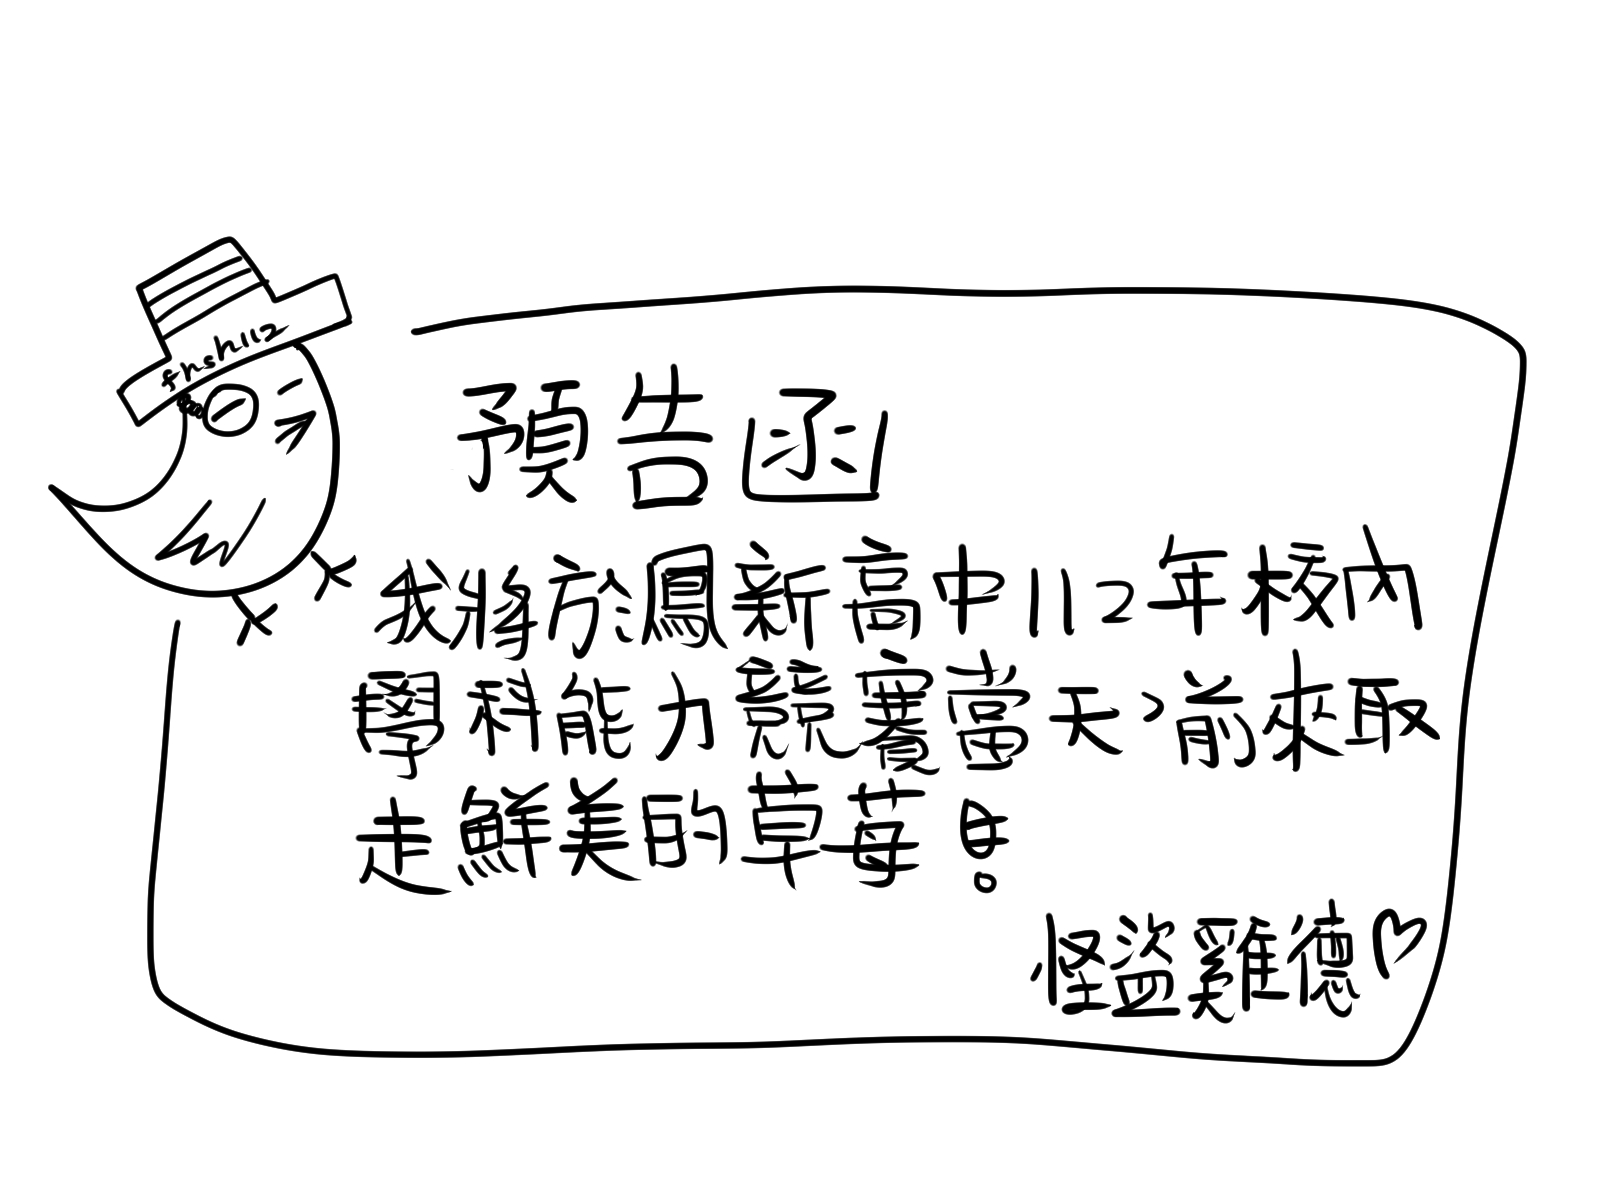 fhsh112
預告函
我將於鳳新高中112年校內
學科能力競賽當天,前來取
走鮮美的草莓!
怪盜雞德♡